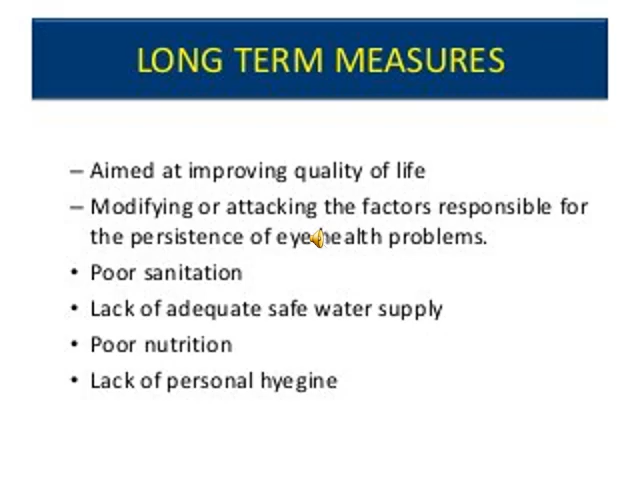 LONG TERM MEASURES
– Aimed at improving quality of life
– Modifying or attacking the factors responsible for
the persistence of eye health problems.
• Poor sanitation
• Lack of adequate safe water supply
• Poor nutrition
• Lack of personal hyegine